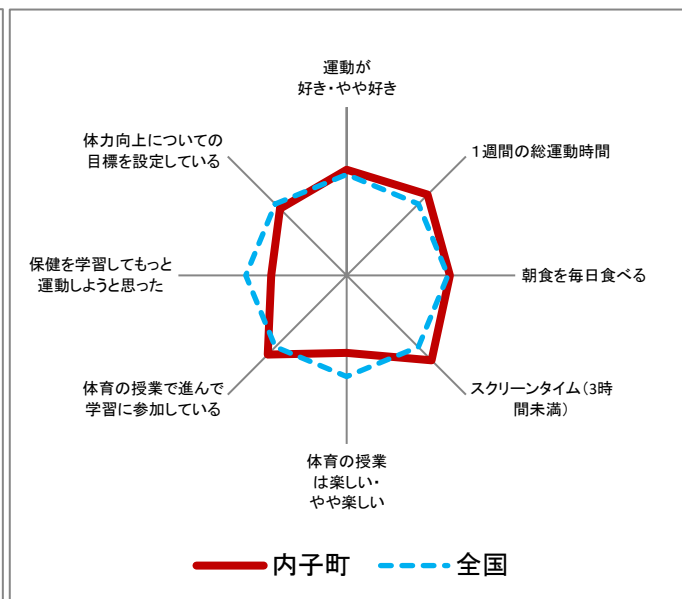 運動が
好き・やや好き
体力向上についての
目標を設定している
１週間の総運動時間
保健を学習してもっと
運動しようと思った
朝食を毎日食べる
体育の授業で進んで
学習に参加している
スクリーンタイム（3時
間未満）
体育の授業
は楽しい・
やや楽しい
内子町
全国